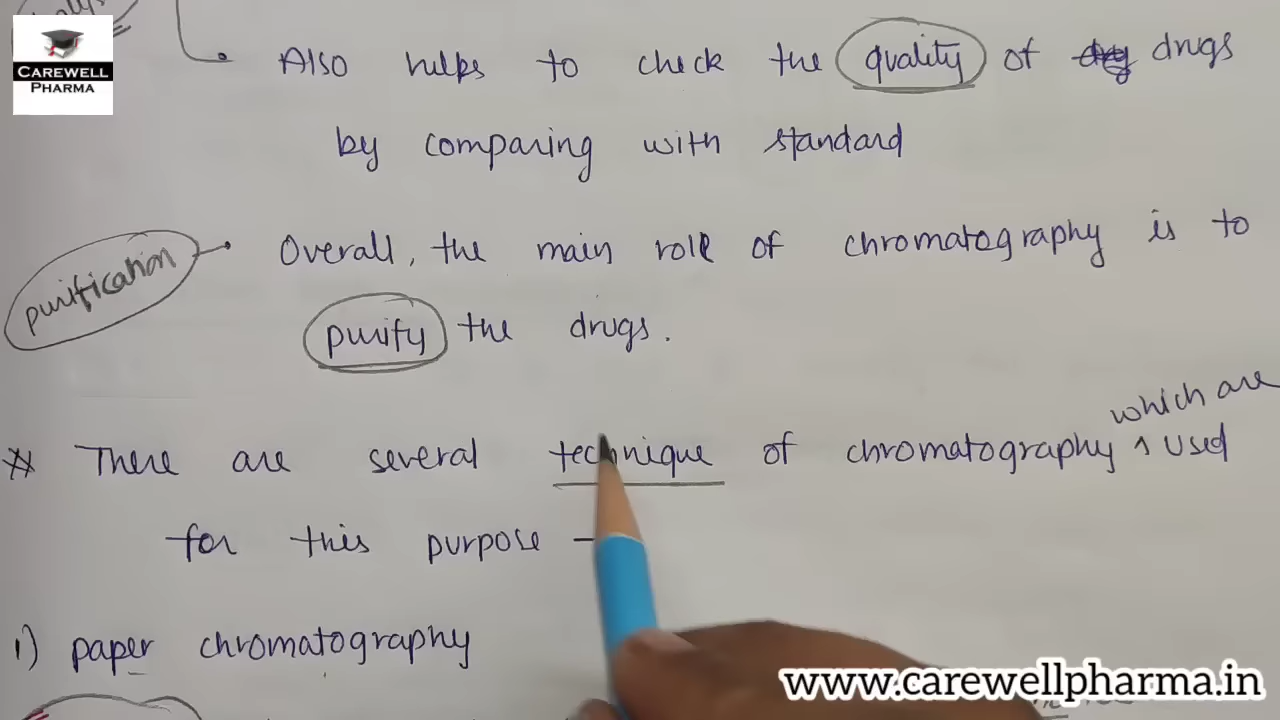 CAREWELL
PHARMA
Also helps to check the quality of drugs
by comparing with standard
purification
Overall, the main role of chromatography is to
purify the drugs.
which are
* There are several technique of chromatography ^ used
for this purpose -
1) paper chromatography
www.carewellpharma.in